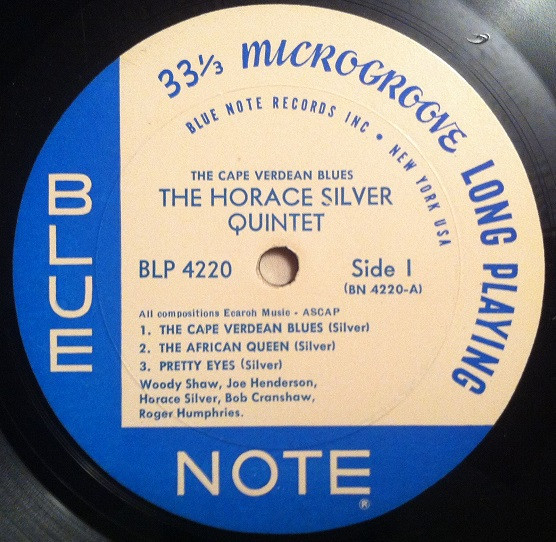 33⅓ MICROGROOVE LONG PLAYING
BLUE NOTE RECORDS INC • NEW YORK USA
THE CAPE VERDEAN BLUES
THE HORACE SILVER
QUINTET
BLP 4220
Side 1
(BN 4220-A)
All compositions Ecaroh Music - ASCAP
1. THE CAPE VERDEAN BLUES (Silver)
2. THE AFRICAN QUEEN (Silver)
3. PRETTY EYES (Silver)
Woody Shaw, Joe Henderson,
Horace Silver, Bob Cranshaw,
Roger Humphries.
BLUE
NOTE®